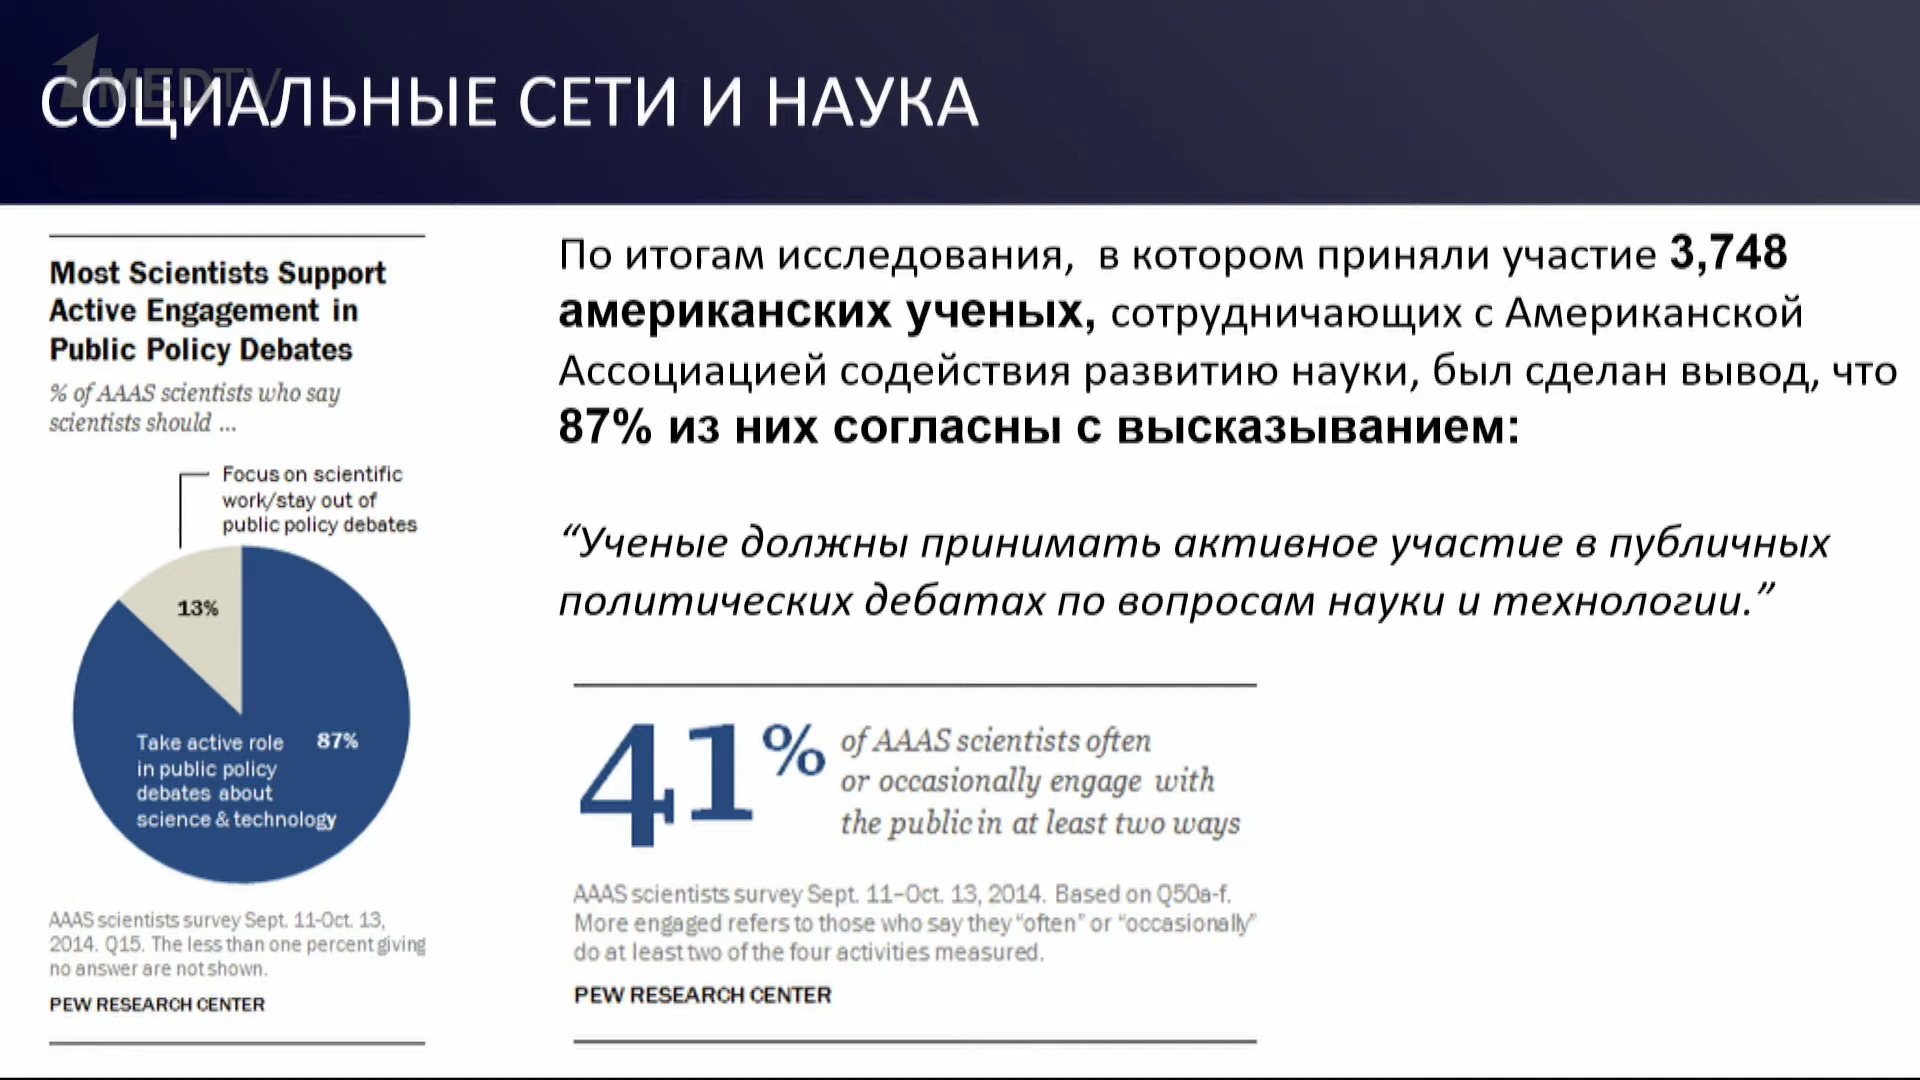 1MEDTV
СОЦИАЛЬНЫЕ СЕТИ И НАУКА
Most Scientists Support
Active Engagement in
Public Policy Debates
% of AAAS scientists who say
scientists should ...
Focus on scientific
work/stay out of
public policy debates
13%
Take active role 87%
in public policy
debates about
science & technology
AAAS scientists survey Sept. 11-Oct. 13,
2014. Q15. The less than one percent giving
no answer are not shown.
PEW RESEARCH CENTER
По итогам исследования, в котором приняли участие 3,748
американских ученых, сотрудничающих с Американской
Ассоциацией содействия развитию науки, был сделан вывод, что
87% из них согласны с высказыванием:
“Ученые должны принимать активное участие в публичных
политических дебатах по вопросам науки и технологии.”
41% of AAAS scientists often
or occasionally engage with
the public in at least two ways
AAAS scientists survey Sept. 11–Oct. 13, 2014. Based on Q50a-f.
More engaged refers to those who say they “often” or “occasionally”
do at least two of the four activities measured.
PEW RESEARCH CENTER